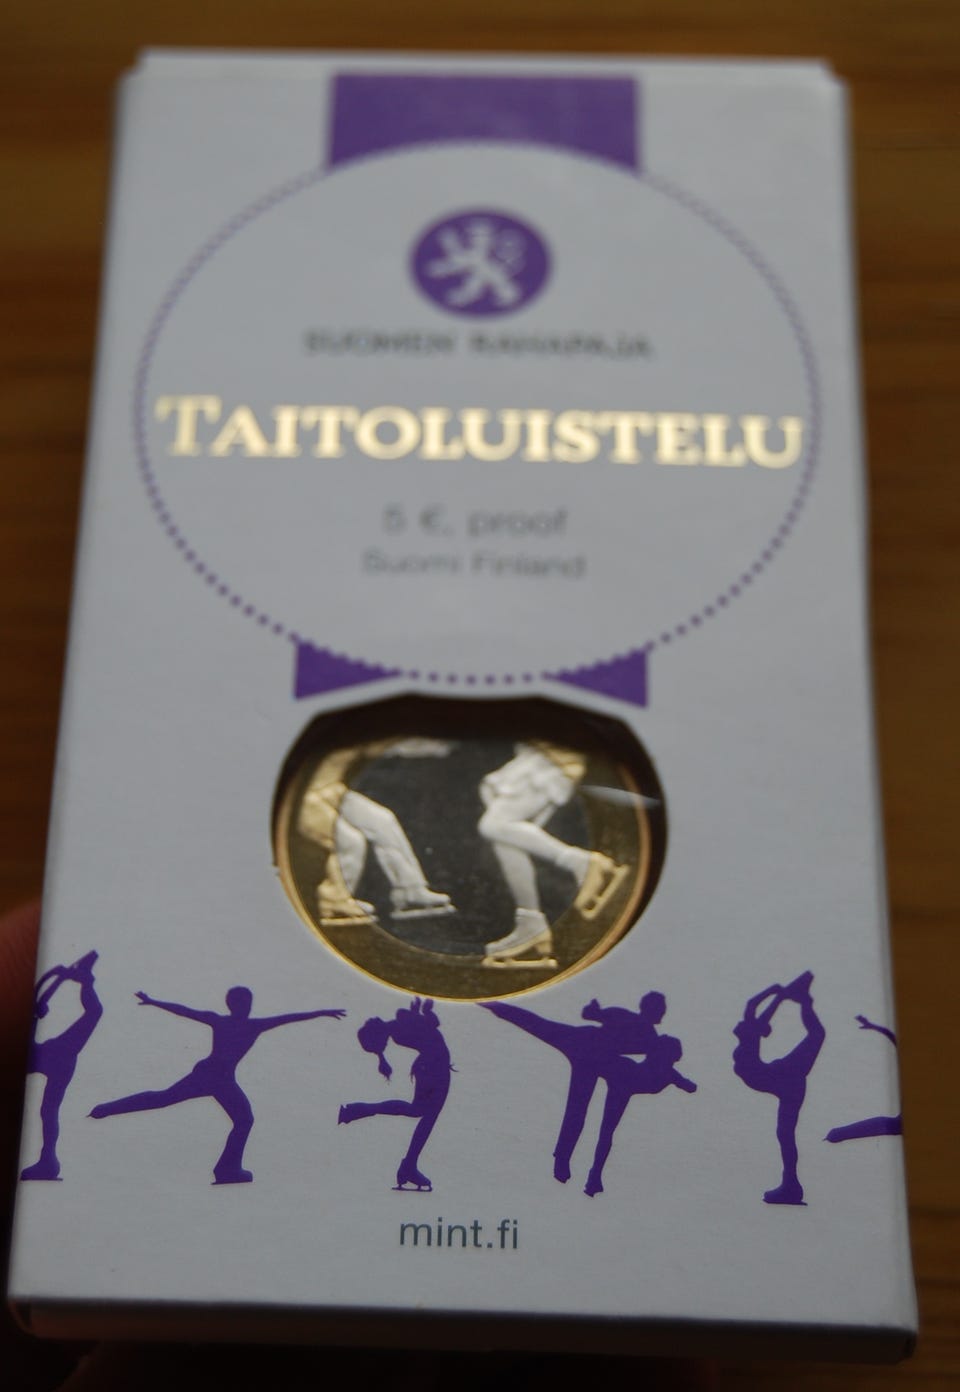 SUOMEN RAHAPAJA
TAITOLUISTELU
5 €, proof
Suomi Finland
mint.fi